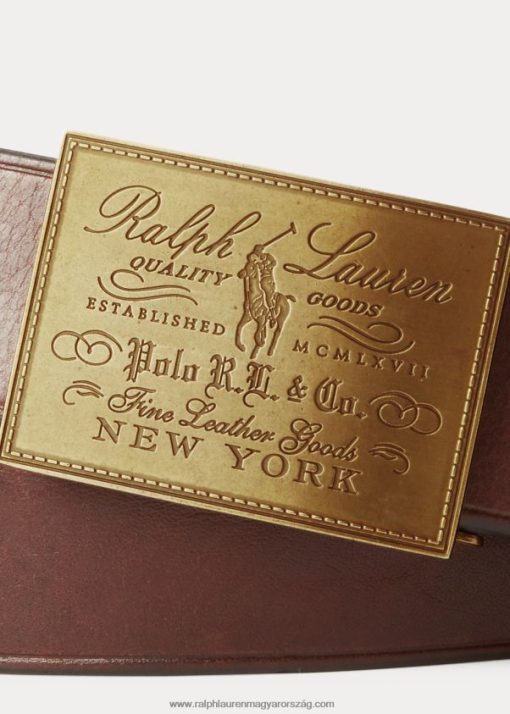 Ralph Lauren
QUALITY GOODS
ESTABLISHED MCMLXVII
Polo R.L. & Co.
Fine Leather Goods
NEW YORK
www.ralphlaurenmagyarország.com